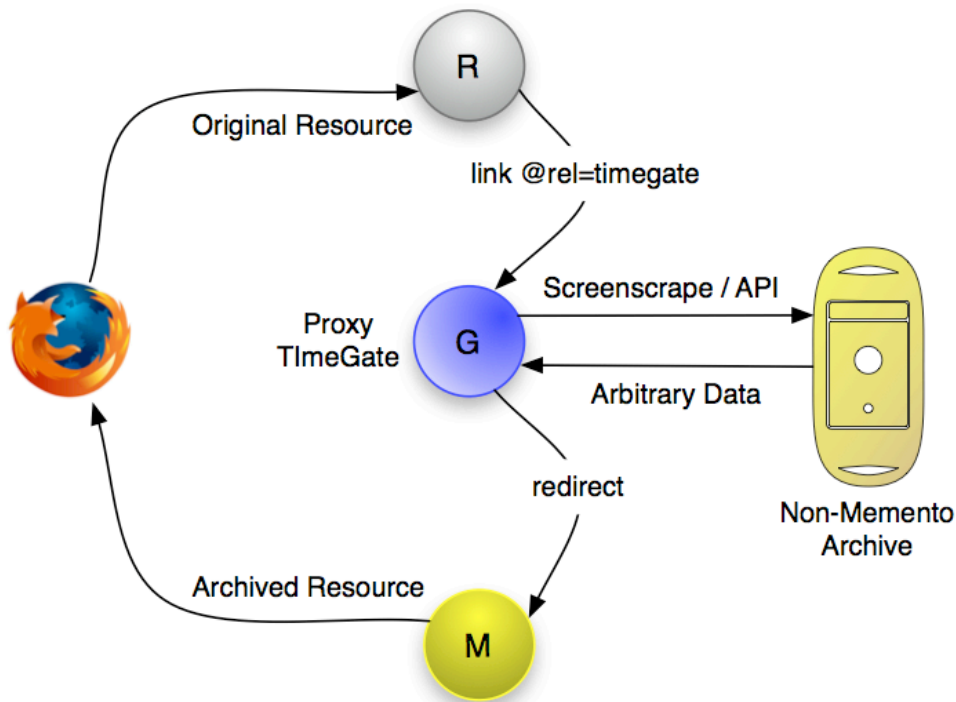 R
Original Resource
link @rel=timegate
Screenscrape / API
Proxy
TImeGate
G
Arbitrary Data
redirect
Non-Memento
Archive
Archived Resource
M